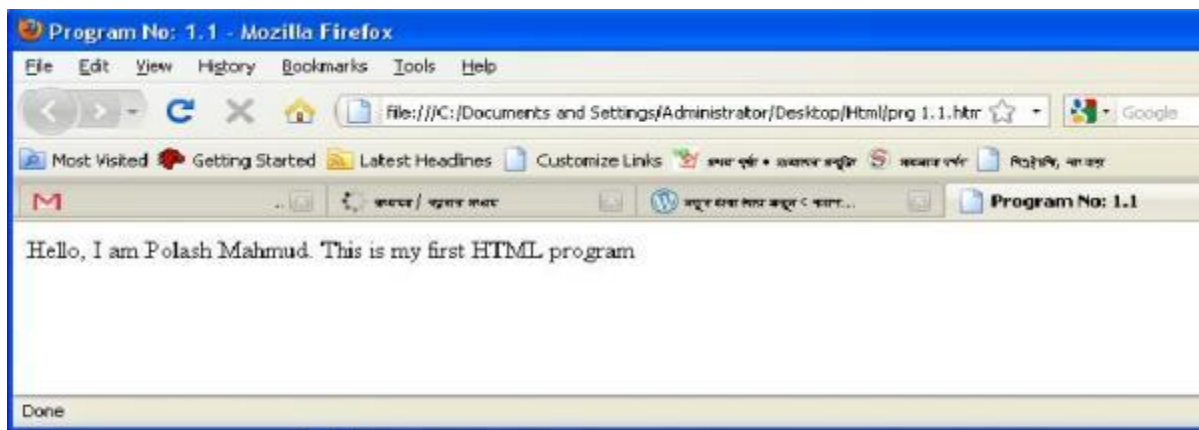 Program No: 1.1 - Mozilla Firefox
File Edit View History Bookmarks Tools Help
file:///C:/Documents and Settings/Administrator/Desktop/Html/prg 1.1.htm Google
Most Visited Getting Started Latest Headlines Customize Links
.. Program No: 1.1
Hello, I am Polash Mahmud. This is my first HTML program
Done